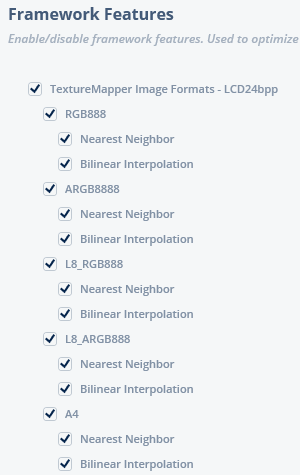 Framework Features
Enable/disable framework features. Used to optimize
TextureMapper Image Formats - LCD24bpp
RGB888
Nearest Neighbor
Bilinear Interpolation
ARGB8888
Nearest Neighbor
Bilinear Interpolation
L8_RGB888
Nearest Neighbor
Bilinear Interpolation
L8_ARGB888
Nearest Neighbor
Bilinear Interpolation
A4
Nearest Neighbor
Bilinear Interpolation